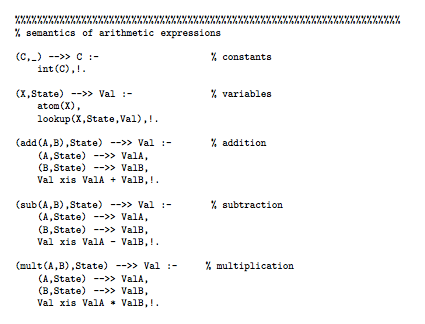 %%%%%%%%%%%%%%%%%%%%%%%%%%%%%%%%%%%%%%%%%%%%%%%%%%%%%%%%%%%%%%%%%%%%%
% semantics of arithmetic expressions
(C,_) -->> C :- % constants
int(C),!.
(X,State) -->> Val :- % variables
atom(X),
lookup(X,State,Val),!.
(add(A,B),State) -->> Val :- % addition
(A,State) -->> ValA,
(B,State) -->> ValB,
Val xis ValA + ValB,!.
(sub(A,B),State) -->> Val :- % subtraction
(A,State) -->> ValA,
(B,State) -->> ValB,
Val xis ValA - ValB,!.
(mult(A,B),State) -->> Val :- % multiplication
(A,State) -->> ValA,
(B,State) -->> ValB,
Val xis ValA * ValB,!.